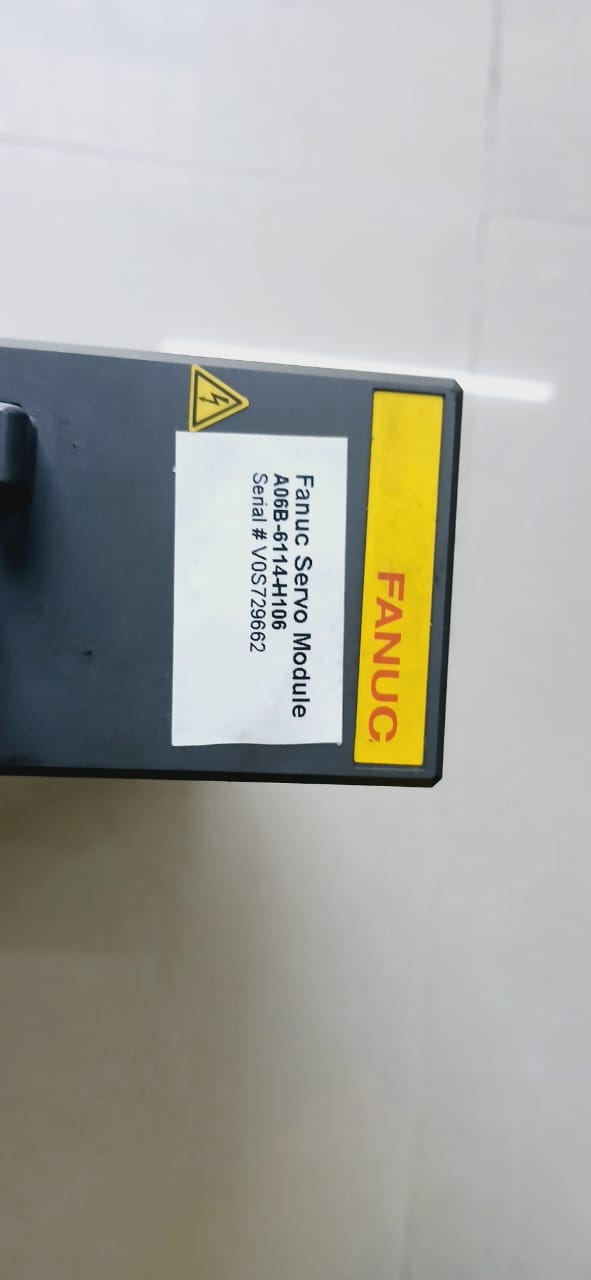 FANUC
Fanuc Servo Module
A06B-6114-H106
Serial # V0S729662